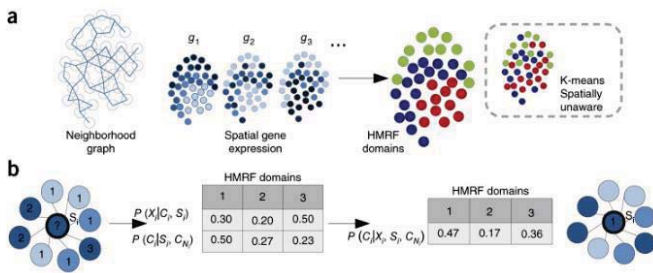 a
g1 g2 g3 ...
Neighborhood
graph
Spatial gene
expression
HMRF
domains
K-means
Spatially
unaware
b
1 1 1 3 1 1 2 2 ? Si
P (Xi|Ci, Si)
P (Ci|Si, CNi)
HMRF domains
1 2 3
0.30 0.20 0.50
0.50 0.27 0.23
P (Ci|Xi, Si, CNi)
HMRF domains
1 2 3
0.47 0.17 0.36
1 Si